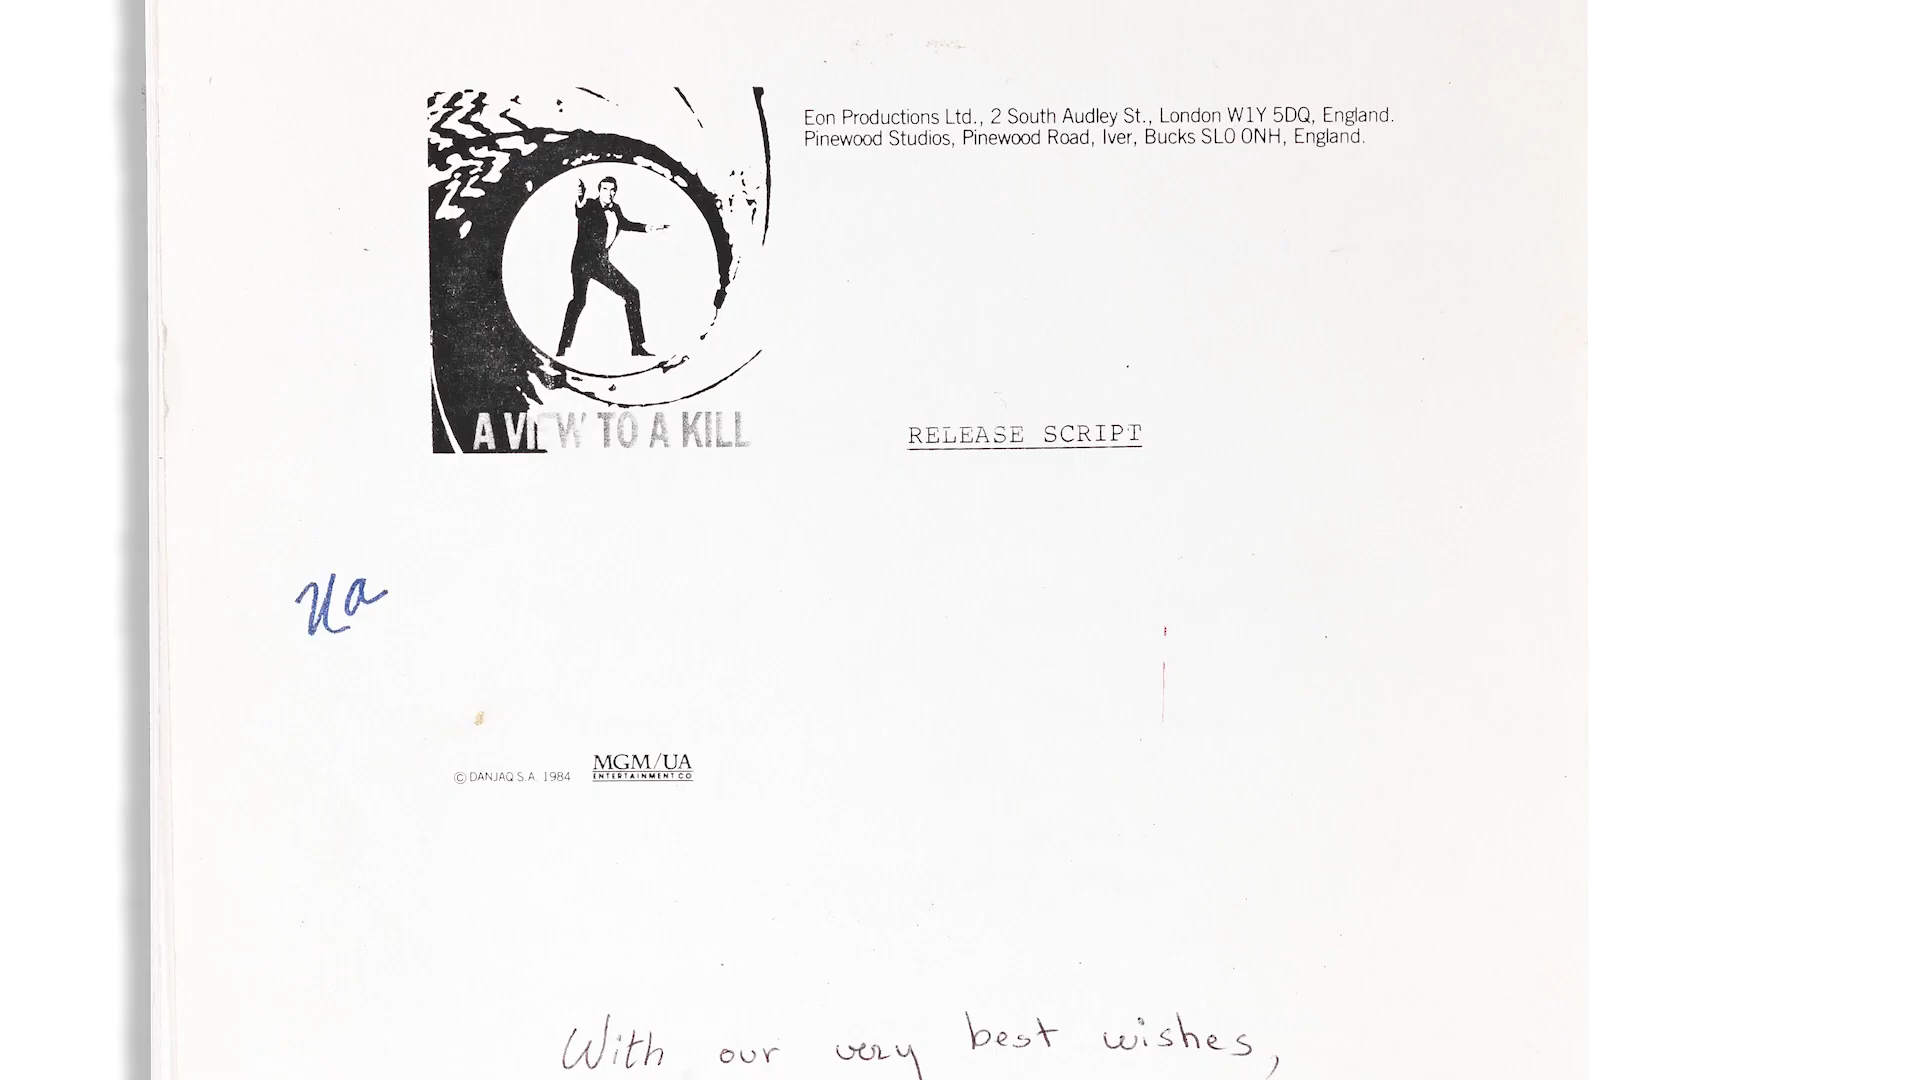 Eon Productions Ltd., 2 South Audley St., London W1Y 5DQ, England.
Pinewood Studios, Pinewood Road, Iver, Bucks SL0 0NH, England.
A VIEW TO A KILL
RELEASE SCRIPT
© DANJAQ S.A. 1984
MGM/UA
ENTERTAINMENT CO
With our very best wishes,